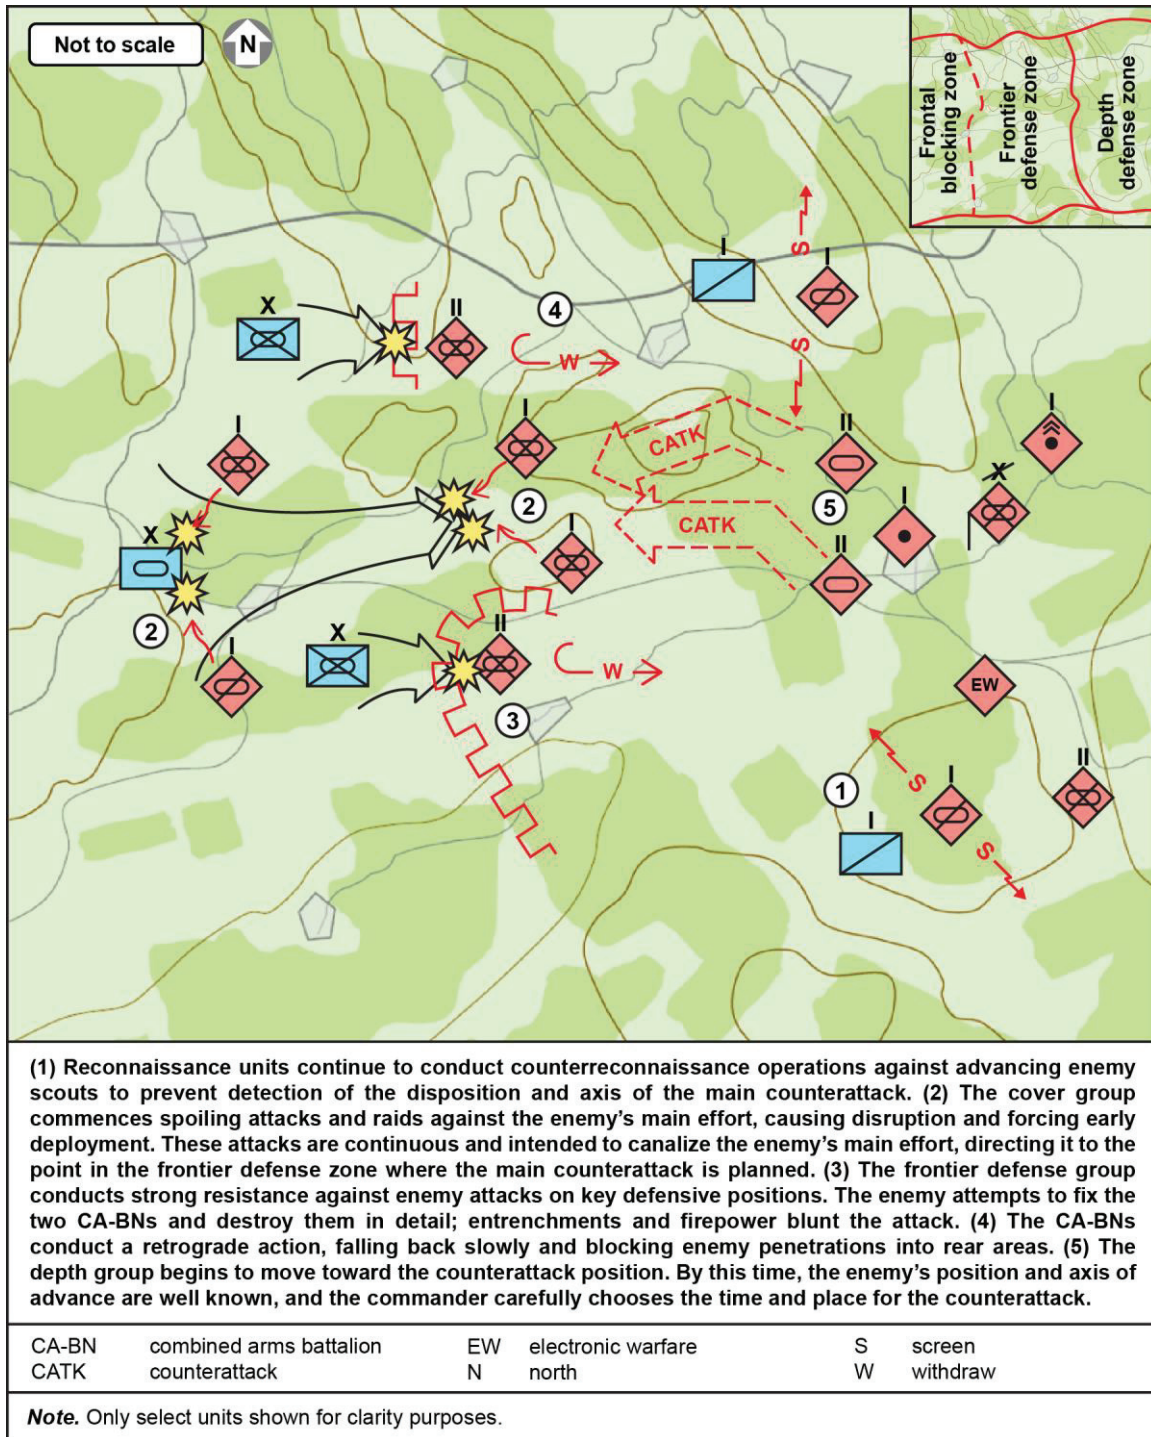 Not to scale
N
Frontal
blocking zone
Frontier
defense zone
Depth
defense zone
I
S
I
4
X
II
W
S
I
I
CATK
II
I
X
2
5
CATK
I
X
I
II
2
I
X
II
W
3
EW
S
1
I
II
I
S
(1) Reconnaissance units continue to conduct counterreconnaissance operations against advancing enemy
scouts to prevent detection of the disposition and axis of the main counterattack. (2) The cover group
commences spoiling attacks and raids against the enemy’s main effort, causing disruption and forcing early
deployment. These attacks are continuous and intended to canalize the enemy’s main effort, directing it to the
point in the frontier defense zone where the main counterattack is planned. (3) The frontier defense group
conducts strong resistance against enemy attacks on key defensive positions. The enemy attempts to fix the
two CA-BNs and destroy them in detail; entrenchments and firepower blunt the attack. (4) The CA-BNs
conduct a retrograde action, falling back slowly and blocking enemy penetrations into rear areas. (5) The
depth group begins to move toward the counterattack position. By this time, the enemy’s position and axis of
advance are well known, and the commander carefully chooses the time and place for the counterattack.
CA-BN combined arms battalion EW electronic warfare S screen
CATK counterattack N north W withdraw
Note. Only select units shown for clarity purposes.